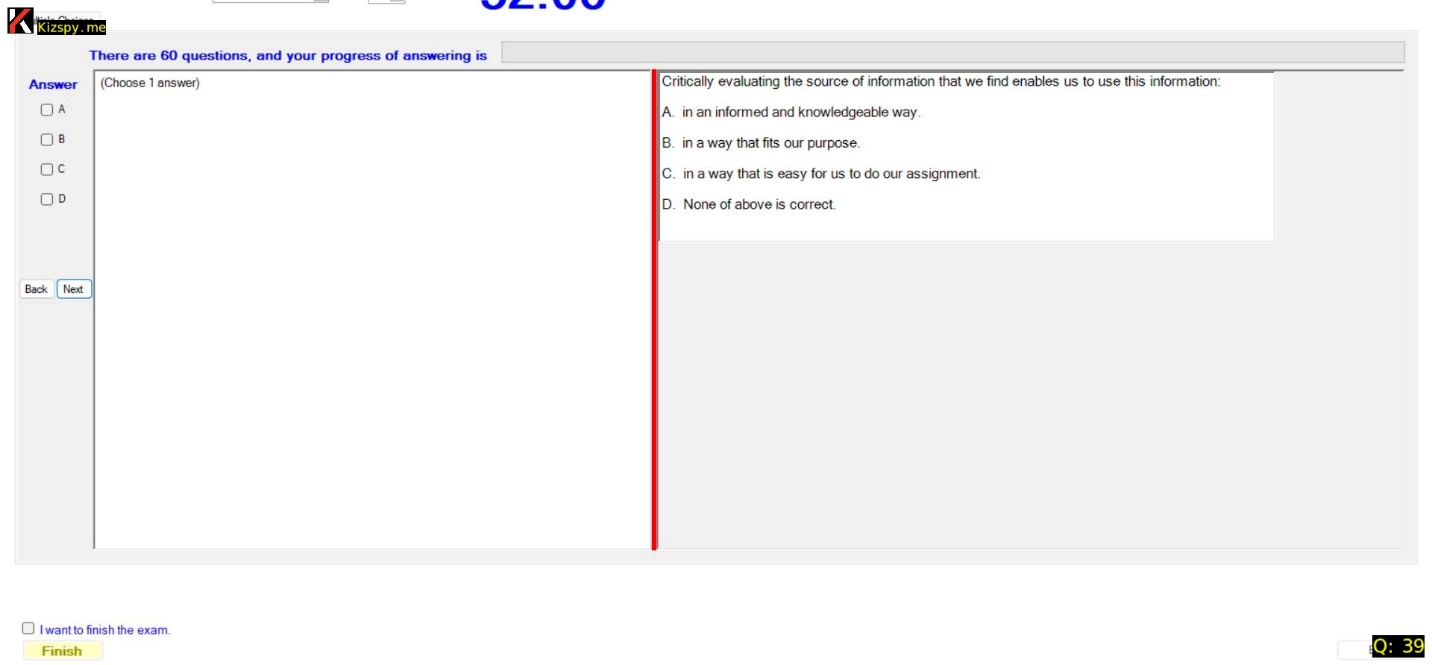 Kizspy.me
There are 60 questions, and your progress of answering is
Answer
(Choose 1 answer)
A
B
C
D
Back Next
Critically evaluating the source of information that we find enables us to use this information:
A. in an informed and knowledgeable way.
B. in a way that fits our purpose.
C. in a way that is easy for us to do our assignment.
D. None of above is correct.
I want to finish the exam.
Finish
Q: 39